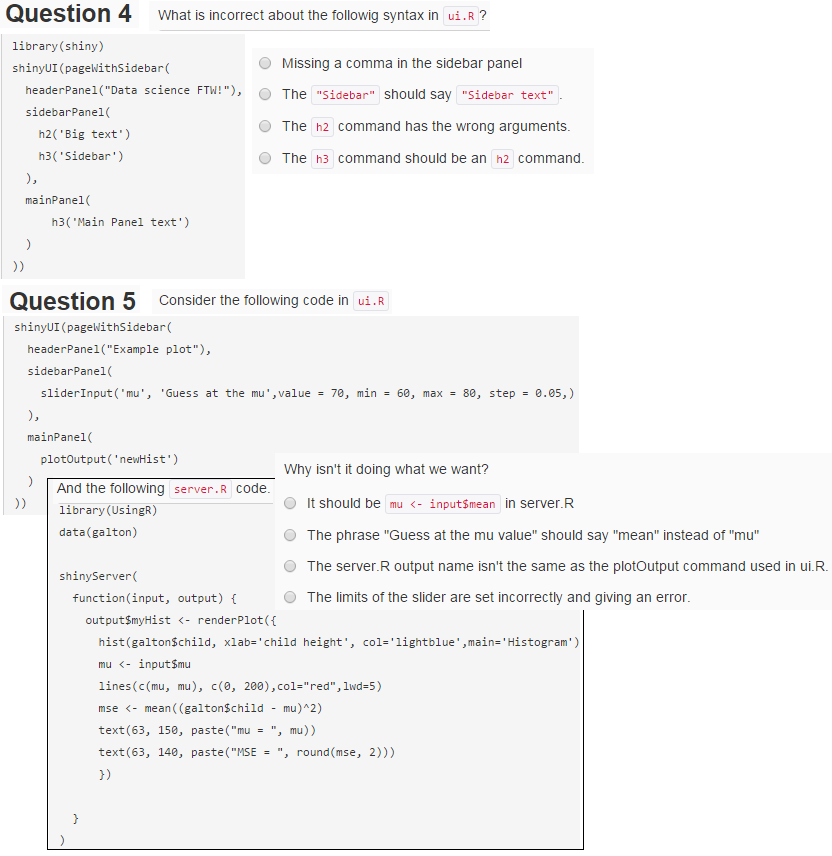 Question 4 What is incorrect about the followig syntax in ui.R?
library(shiny)
shinyUI(pageWithSidebar(
headerPanel("Data science FTW!"),
sidebarPanel(
h2('Big text')
h3('Sidebar')
),
mainPanel(
h3('Main Panel text')
)
))
Missing a comma in the sidebar panel
The "Sidebar" should say "Sidebar text".
The h2 command has the wrong arguments.
The h3 command should be an h2 command.
Question 5 Consider the following code in ui.R
shinyUI(pageWithSidebar(
headerPanel("Example plot"),
sidebarPanel(
sliderInput('mu', 'Guess at the mu',value = 70, min = 60, max = 80, step = 0.05,)
),
mainPanel(
plotOutput('newHist')
)
))
And the following server.R code.
library(UsingR)
data(galton)
shinyServer(
function(input, output) {
output$myHist <- renderPlot({
hist(galton$child, xlab='child height', col='lightblue',main='Histogram')
mu <- input$mu
lines(c(mu, mu), c(0, 200),col="red",lwd=5)
mse <- mean((galton$child - mu)^2)
text(63, 150, paste("mu = ", mu))
text(63, 140, paste("MSE = ", round(mse, 2)))
})
}
)
Why isn't it doing what we want?
It should be mu <- input$mean in server.R
The phrase "Guess at the mu value" should say "mean" instead of "mu"
The server.R output name isn't the same as the plotOutput command used in ui.R.
The limits of the slider are set incorrectly and giving an error.